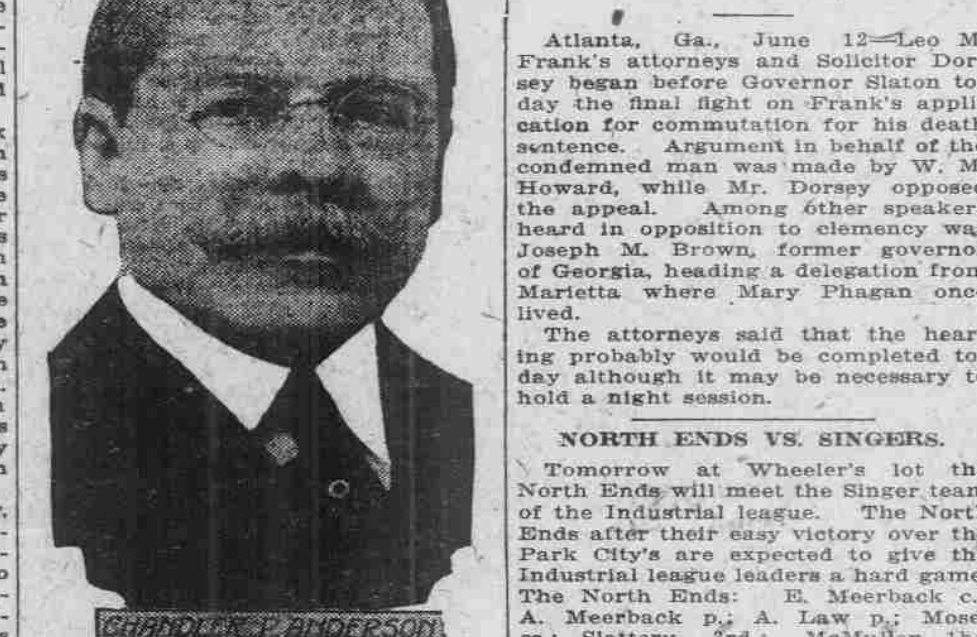 Atlanta, Ga., June 12—Leo M
Frank's attorneys and Solicitor Dor
sey began before Governor Slaton to
day the final fight on Frank's appli
cation for commutation for his death
sentence. Argument in behalf of the
condemned man was made by W. M
Howard, while Mr. Dorsey oppose
the appeal. Among other speaker
heard in opposition to clemency wa
Joseph M. Brown, former governo
of Georgia, heading a delegation from
Marietta where Mary Phagan onc
lived.
The attorneys said that the hear
ing probably would be completed to
day although it may be necessary t
hold a night session.
NORTH ENDS VS. SINGERS.
Tomorrow at Wheeler's lot th
North Ends will meet the Singer team
of the Industrial league. The Nort
Ends after their easy victory over th
Park City's are expected to give th
Industrial league leaders a hard game
The North Ends: E. Meerback c.
A. Meerback p.; A. Law p.; Mos
CHANDLER P. ANDERSON